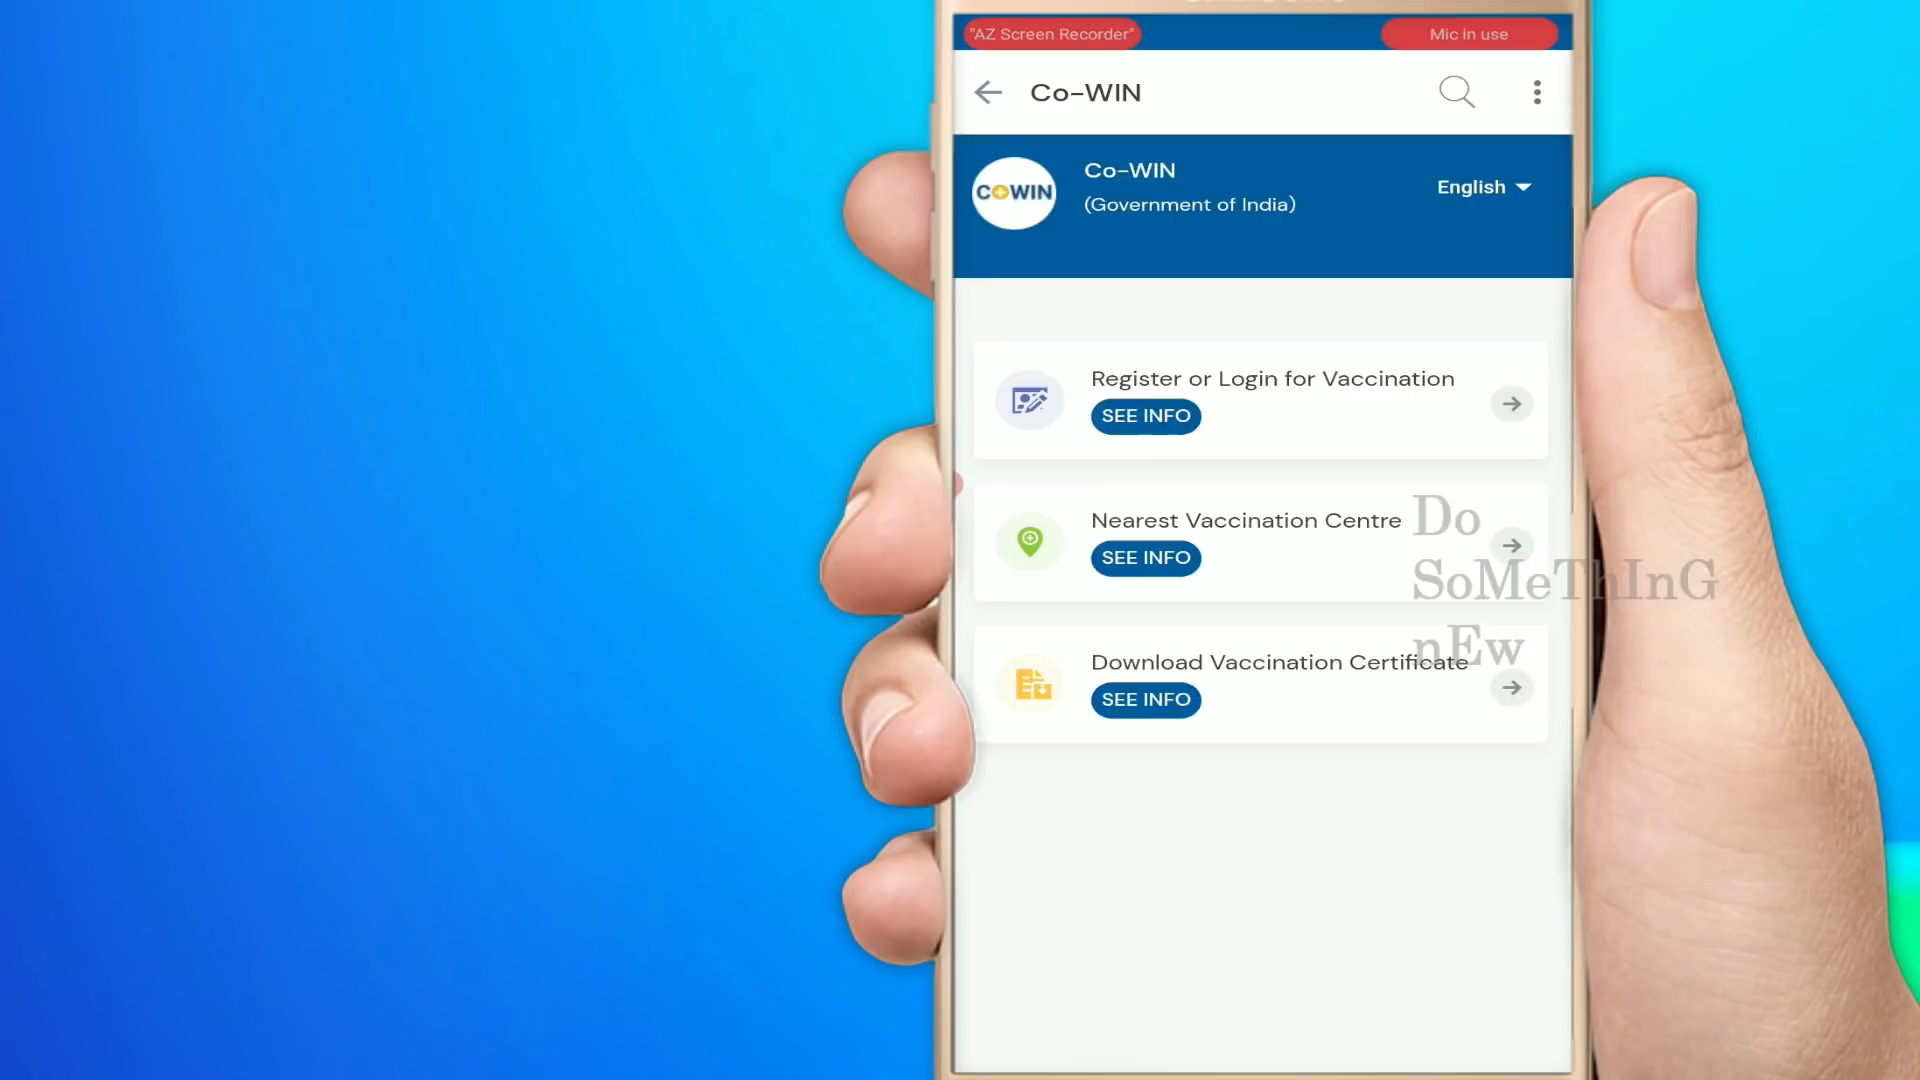 "AZ Screen Recorder"
Mic in use
Co-WIN
COWIN
Co-WIN
(Government of India)
English
Register or Login for Vaccination
SEE INFO
Nearest Vaccination Centre
SEE INFO
Download Vaccination Certificate
SEE INFO
Do
SoMeThInG
nEw